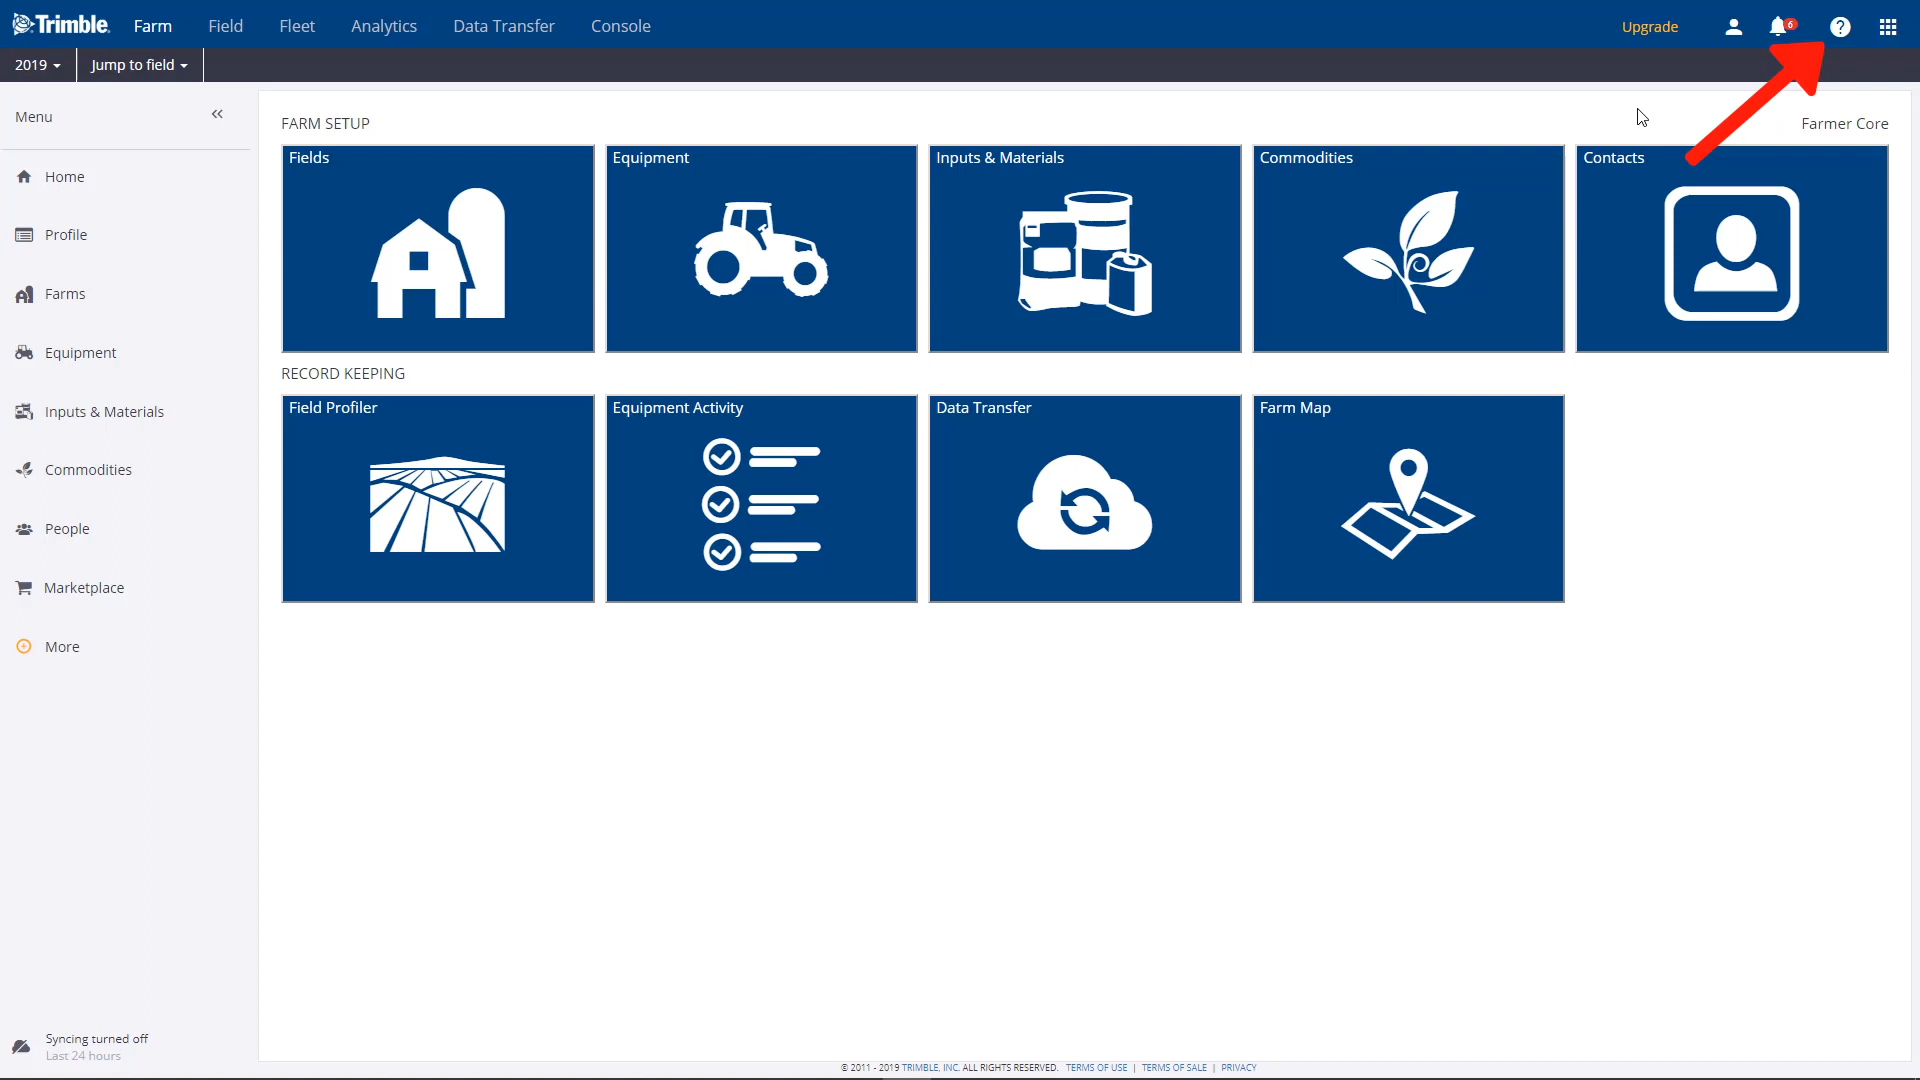 Trimble. Farm Field Fleet Analytics Data Transfer Console Upgrade 6 ?
2019 Jump to field
Menu «
Home
Profile
Farms
Equipment
Inputs & Materials
Commodities
People
Marketplace
More
Syncing turned off
Last 24 hours
FARM SETUP Farmer Core
Fields Equipment Inputs & Materials Commodities Contacts
RECORD KEEPING
Field Profiler Equipment Activity Data Transfer Farm Map
© 2011 - 2019 TRIMBLE, INC. ALL RIGHTS RESERVED. TERMS OF USE | TERMS OF SALE | PRIVACY